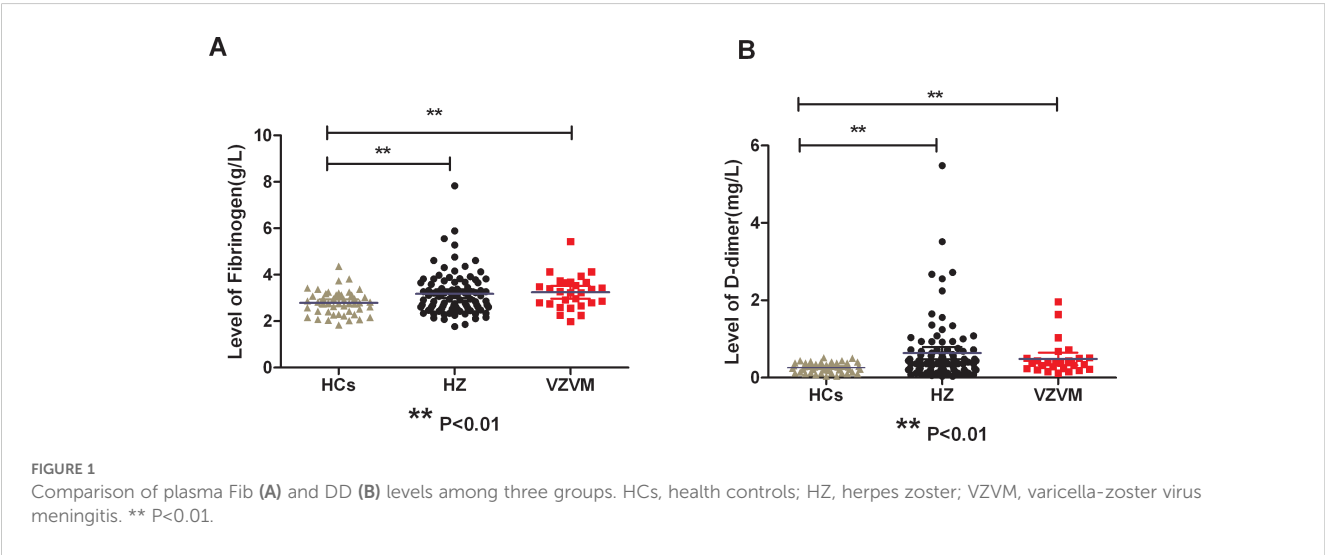 A
**
**
Level of Fibrinogen(g/L)
10
8
6
4
2
0
HCs HZ VZVM
** P<0.01
B
**
**
Level of D-dimer(mg/L)
6
4
2
0
HCs HZ VZVM
** P<0.01
FIGURE 1
Comparison of plasma Fib (A) and DD (B) levels among three groups. HCs, health controls; HZ, herpes zoster; VZVM, varicella-zoster virus
meningitis. ** P<0.01.